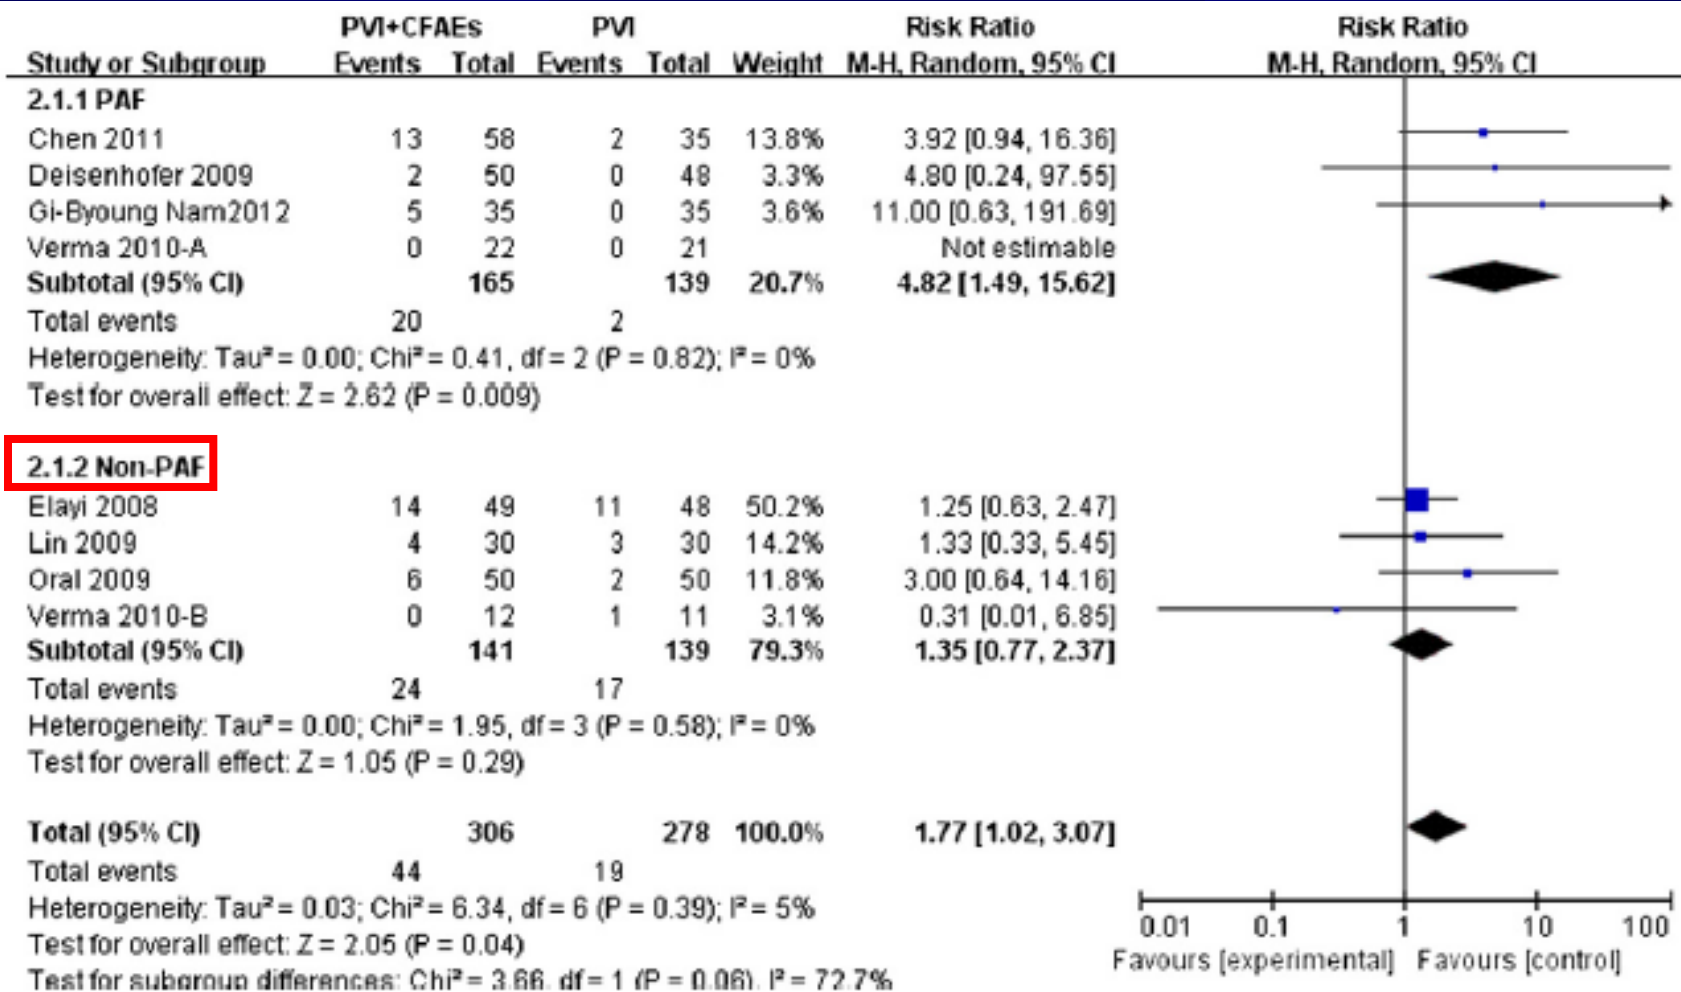 PVI+CFAEs PVI Risk Ratio Risk Ratio
Study or Subgroup Events Total Events Total Weight M-H, Random, 95% CI M-H, Random, 95% CI
2.1.1 PAF
Chen 2011 13 58 2 35 13.8% 3.92 [0.94, 16.36]
Deisenhofer 2009 2 50 0 48 3.3% 4.80 [0.24, 97.55]
Gi-Byoung Nam2012 5 35 0 35 3.6% 11.00 [0.63, 191.69]
Verma 2010-A 0 22 0 21 Not estimable
Subtotal (95% CI) 165 139 20.7% 4.82 [1.49, 15.62]
Total events 20 2
Heterogeneity: Tau² = 0.00; Chi² = 0.41, df = 2 (P = 0.82); I² = 0%
Test for overall effect: Z = 2.62 (P = 0.009)
2.1.2 Non-PAF
Elayi 2008 14 49 11 48 50.2% 1.25 [0.63, 2.47]
Lin 2009 4 30 3 30 14.2% 1.33 [0.33, 5.45]
Oral 2009 6 50 2 50 11.8% 3.00 [0.64, 14.16]
Verma 2010-B 0 12 1 11 3.1% 0.31 [0.01, 6.85]
Subtotal (95% CI) 141 139 79.3% 1.35 [0.77, 2.37]
Total events 24 17
Heterogeneity: Tau² = 0.00; Chi² = 1.95, df = 3 (P = 0.58); I² = 0%
Test for overall effect: Z = 1.05 (P = 0.29)
Total (95% CI) 306 278 100.0% 1.77 [1.02, 3.07]
Total events 44 19
Heterogeneity: Tau² = 0.03; Chi² = 6.34, df = 6 (P = 0.39); I² = 5%
Test for overall effect: Z = 2.05 (P = 0.04)
Test for subgroup differences: Chi² = 3.66, df = 1 (P = 0.06), I² = 72.7%
0.01 0.1 1 10 100
Favours [experimental] Favours [control]